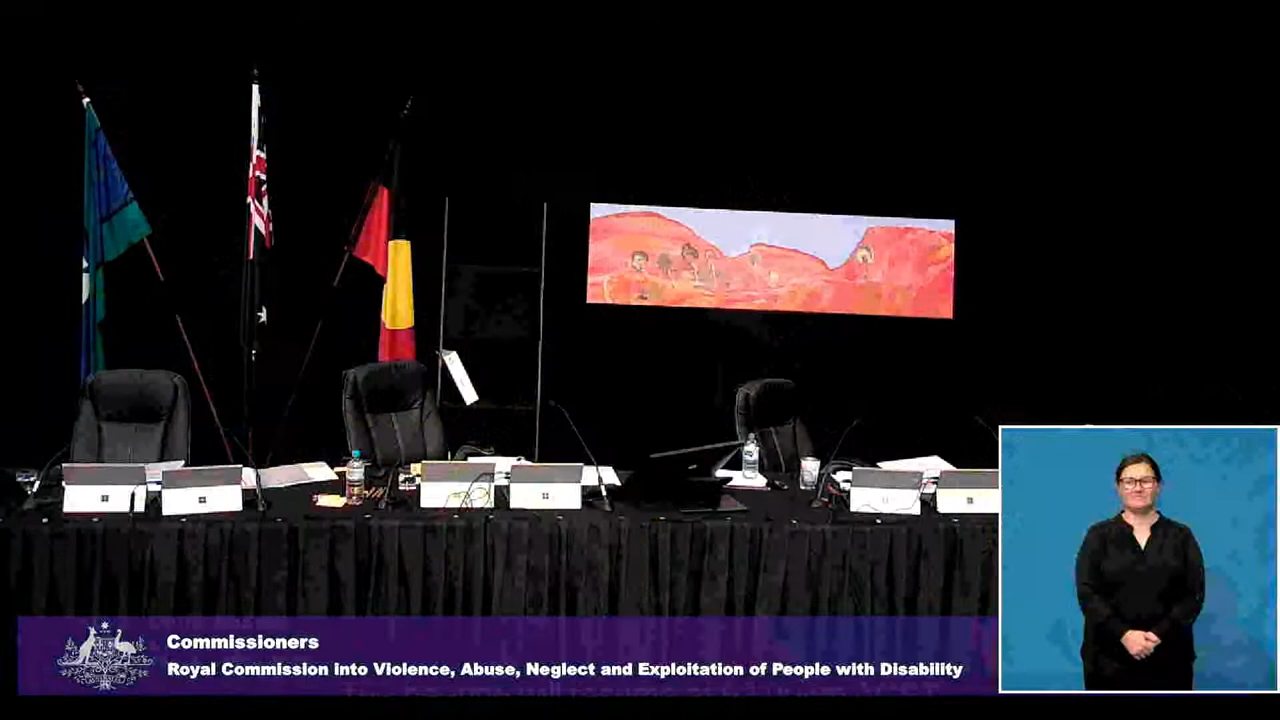 Commissioners
Royal Commission into Violence, Abuse, Neglect and Exploitation of People with Disability